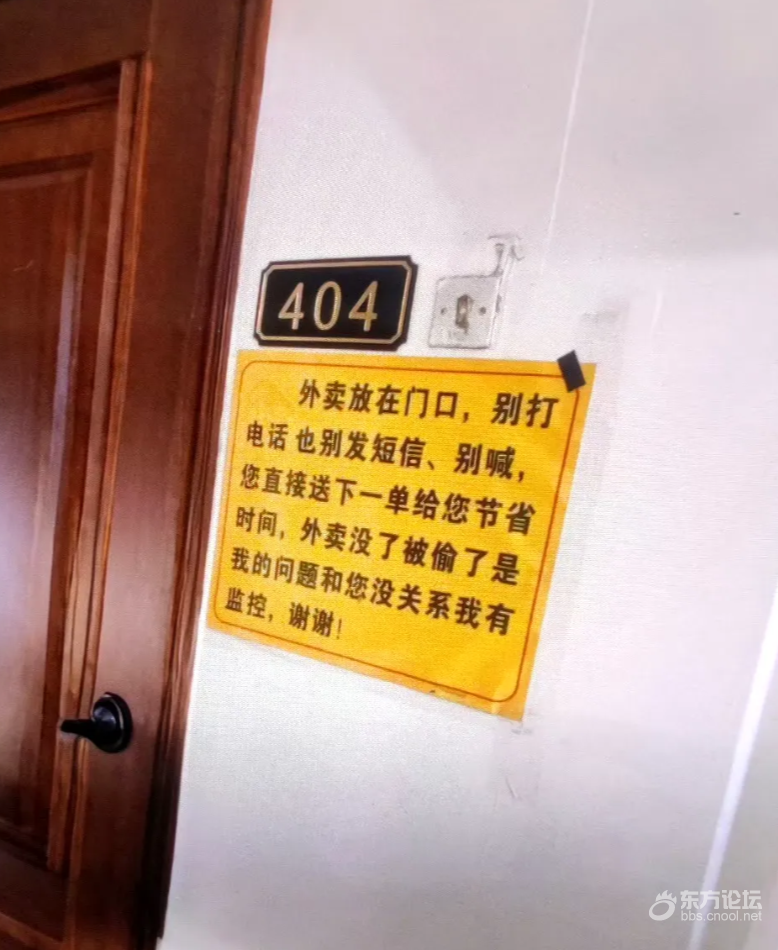 404
外卖放在门口，别打
电话 也别发短信、别喊，
您直接送下一单给您节省
时间，外卖没了被偷了是
我的问题和您没关系我有
监控，谢谢！
东方论坛
bbs.cnool.net